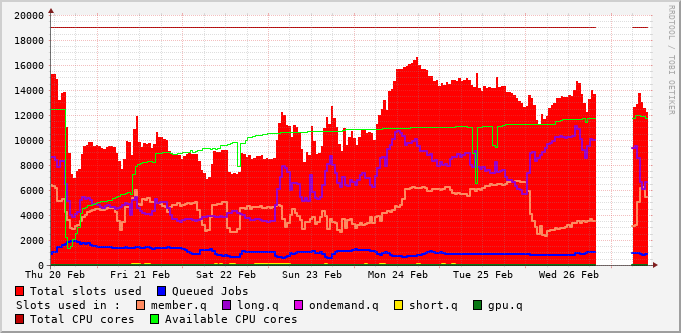 20000
18000
16000
14000
12000
10000
8000
6000
4000
2000
0
Thu 20 Feb Fri 21 Feb Sat 22 Feb Sun 23 Feb Mon 24 Feb Tue 25 Feb Wed 26 Feb
Total slots used Queued Jobs
Slots used in : member.q long.q ondemand.q short.q gpu.q
Total CPU cores Available CPU cores
RRDTOOL / TOBI OETIKER